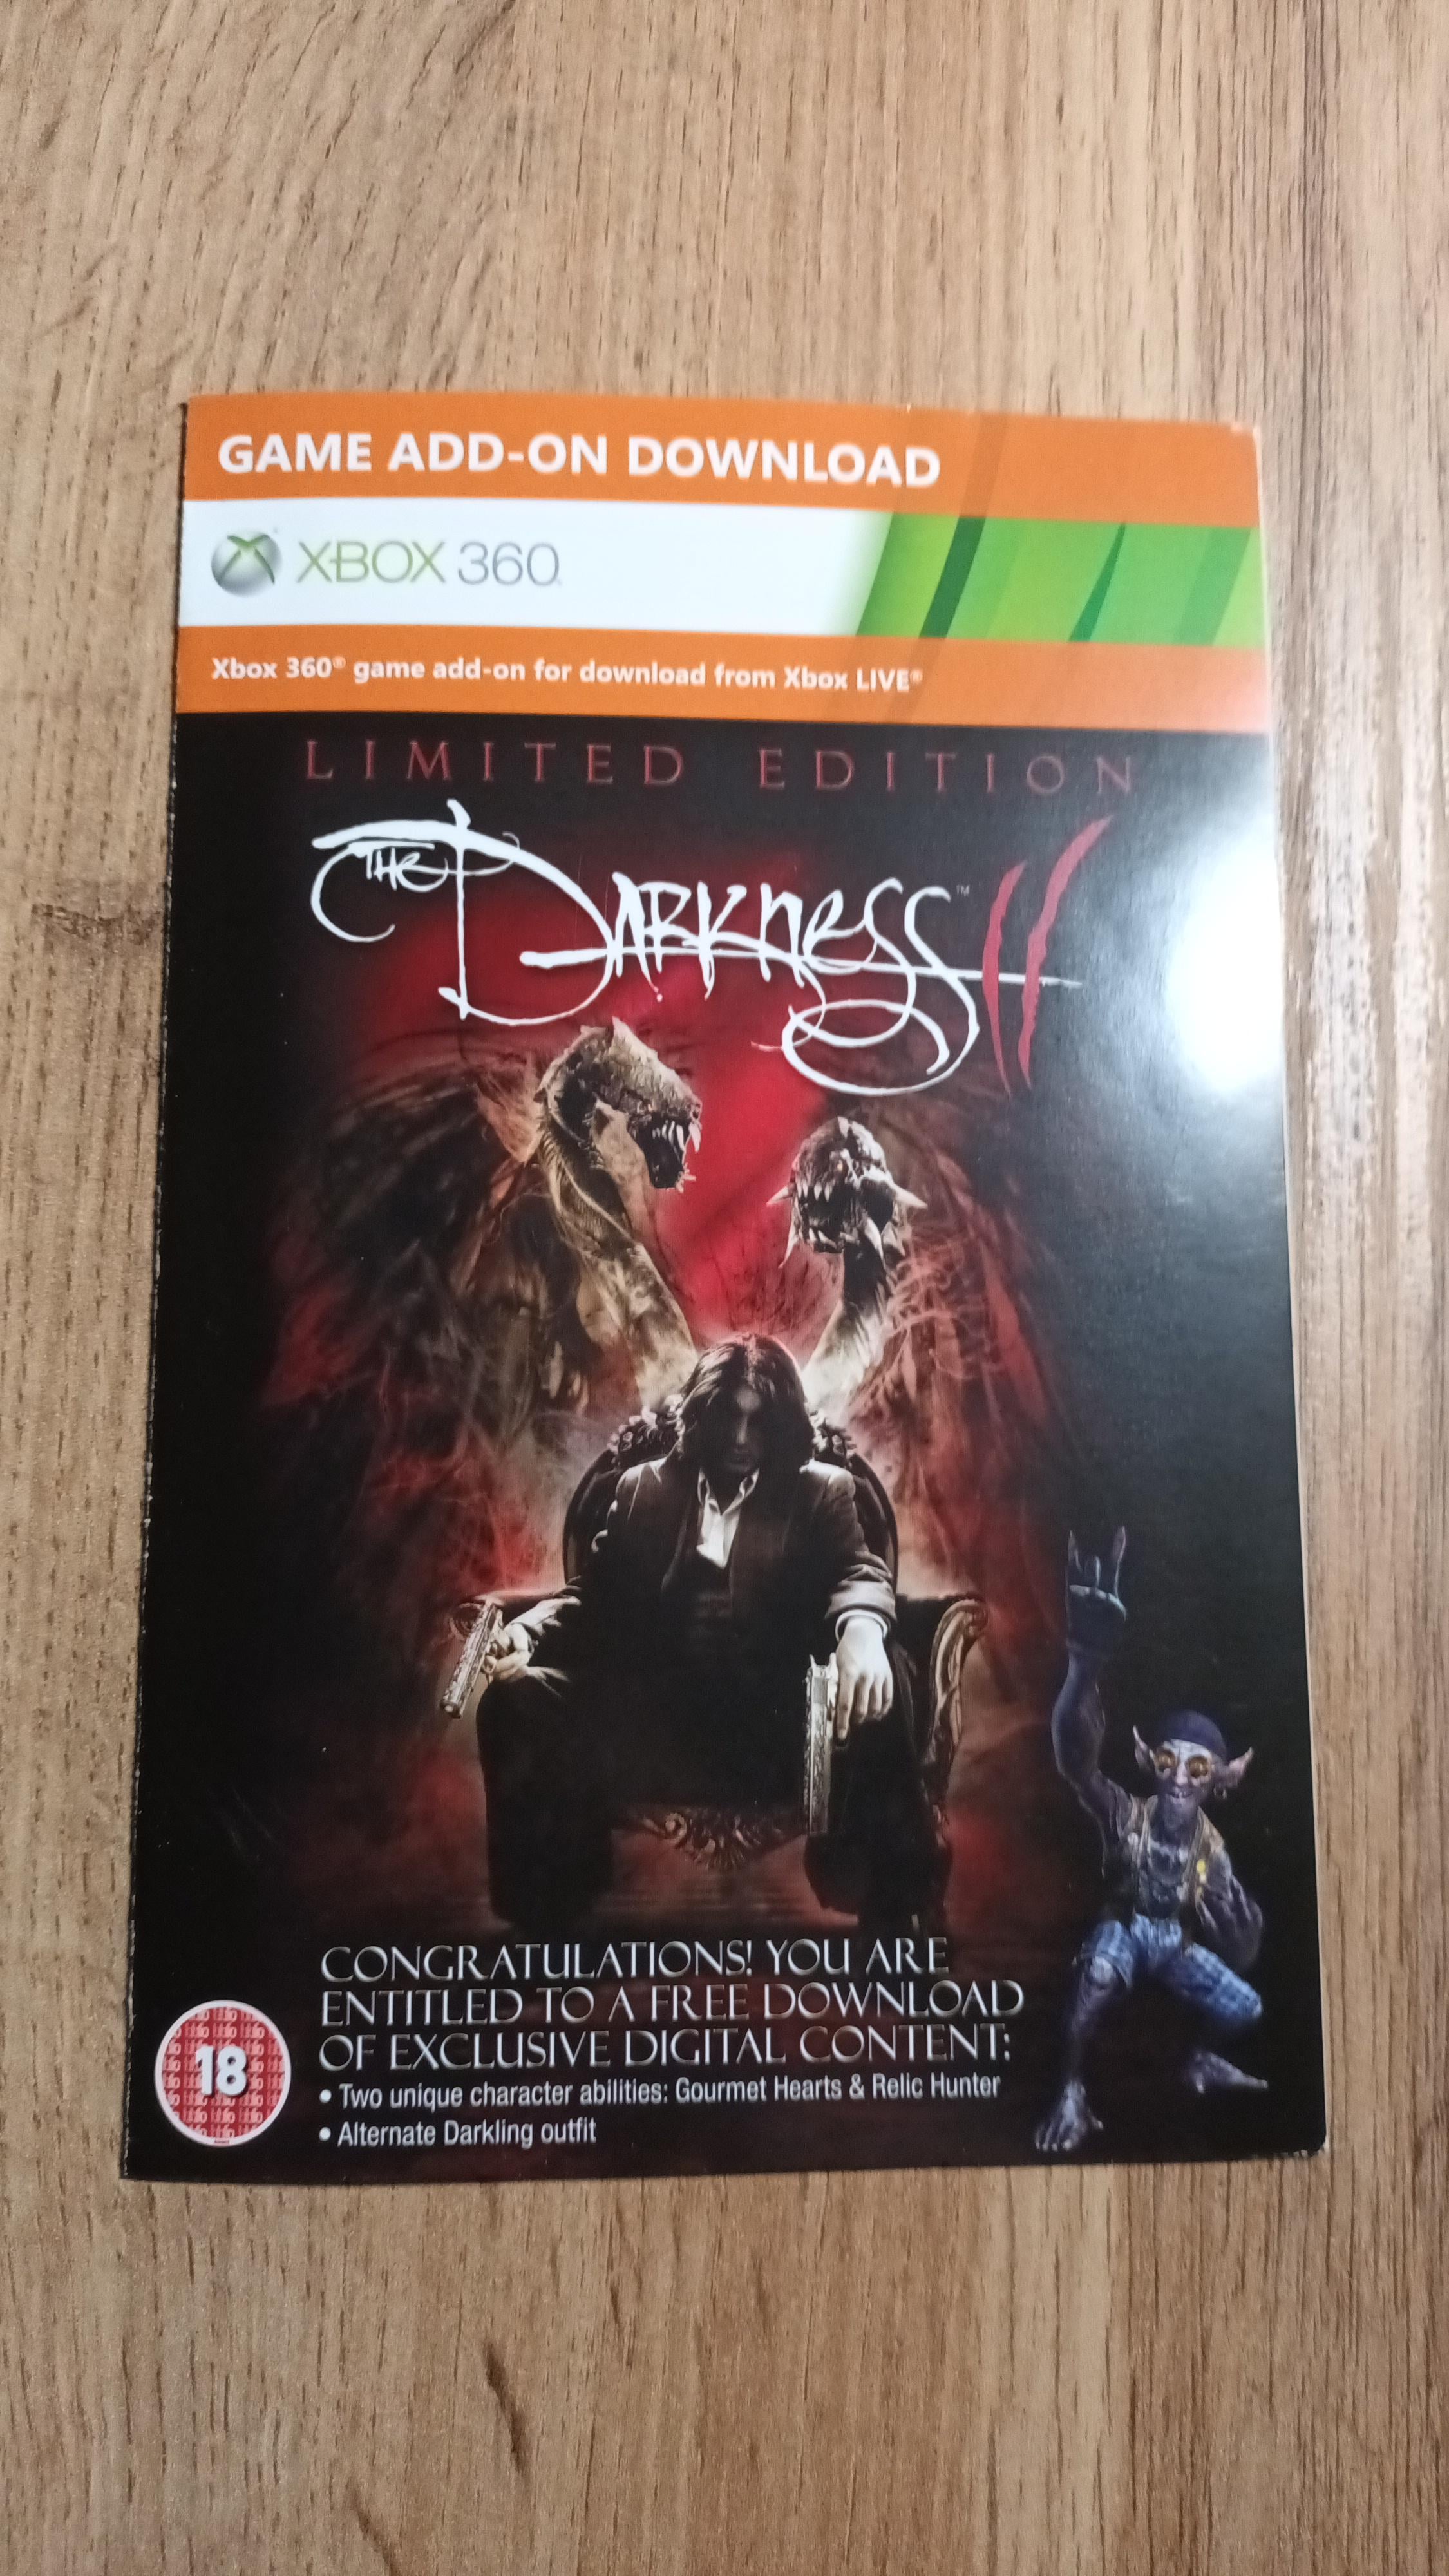 GAME ADD-ON DOWNLOAD
XBOX 360
Xbox 360® game add-on for download from Xbox LIVE®
LIMITED EDITION
THE DARKNESS II™
CONGRATULATIONS! YOU ARE
ENTITLED TO A FREE DOWNLOAD
OF EXCLUSIVE DIGITAL CONTENT:
• Two unique character abilities: Gourmet Hearts & Relic Hunter
• Alternate Darkling outfit
18